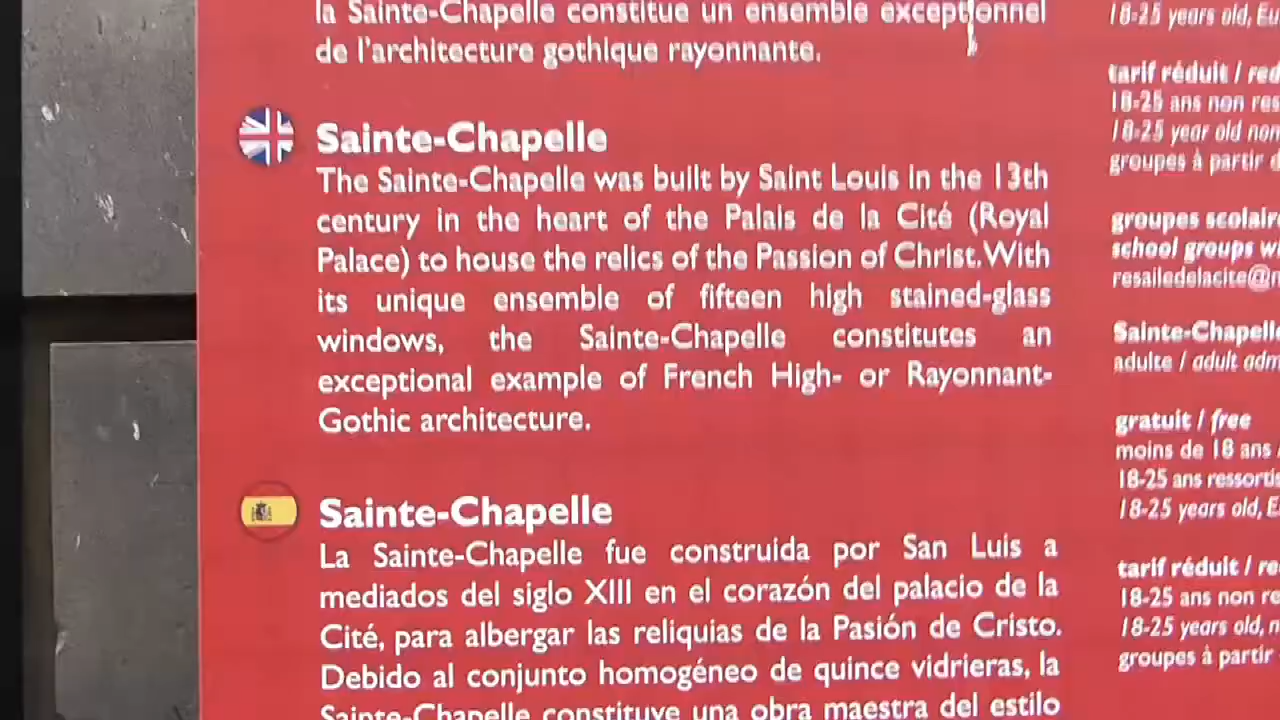 la Sainte-Chapelle constitue un ensemble exceptionnel
de l'architecture gothique rayonnante.
Sainte-Chapelle
The Sainte-Chapelle was built by Saint Louis in the 13th
century in the heart of the Palais de la Cité (Royal
Palace) to house the relics of the Passion of Christ.With
its unique ensemble of fifteen high stained-glass
windows, the Sainte-Chapelle constitutes an
exceptional example of French High- or Rayonnant-
Gothic architecture.
Sainte-Chapelle
La Sainte-Chapelle fue construida por San Luis a
mediados del siglo XIII en el corazón del palacio de la
Cité, para albergar las reliquias de la Pasión de Cristo.
Debido al conjunto homogéneo de quince vidrieras, la
Sainte-Chapelle constituye una obra maestra del estilo
18-25 years old,
tarif réduit /
18-25 ans non
18-25 year old
groupes à partir
groupes
school groups
Sainte-Chapelle
adulte / adult
gratuit / free
moins de 18 ans
18-25 ans
18-25 years old,
tarif réduit /
18-25 ans non
18-25 years old,
groupes à partir